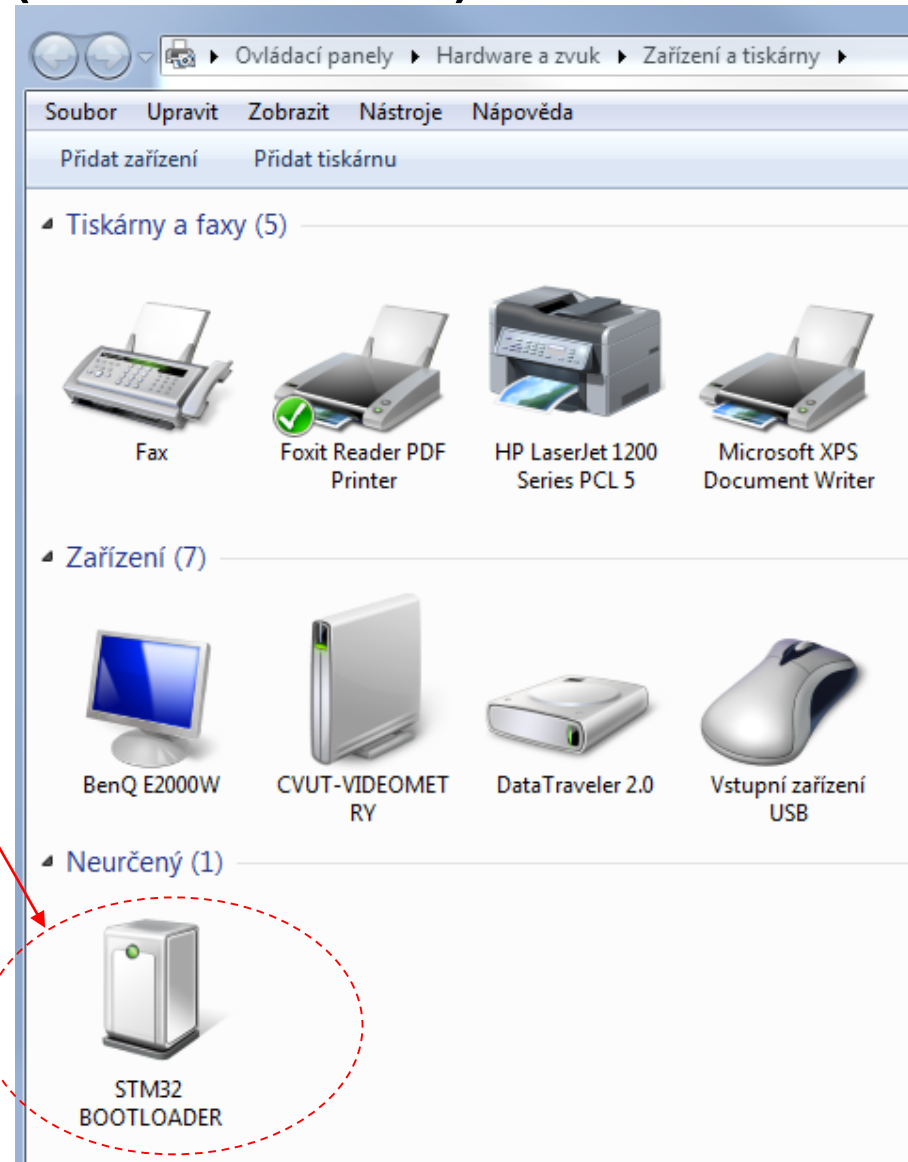 Ovládací panely Hardware a zvuk Zařízení a tiskárny
Soubor Upravit Zobrazit Nástroje Nápověda
Přidat zařízení Přidat tiskárnu
Tiskárny a faxy (5)
Fax
Foxit Reader PDF
Printer
HP LaserJet 1200
Series PCL 5
Microsoft XPS
Document Writer
Zařízení (7)
BenQ E2000W
CVUT-VIDEOMET
RY
DataTraveler 2.0
Vstupní zařízení
USB
Neurčený (1)
STM32
BOOTLOADER